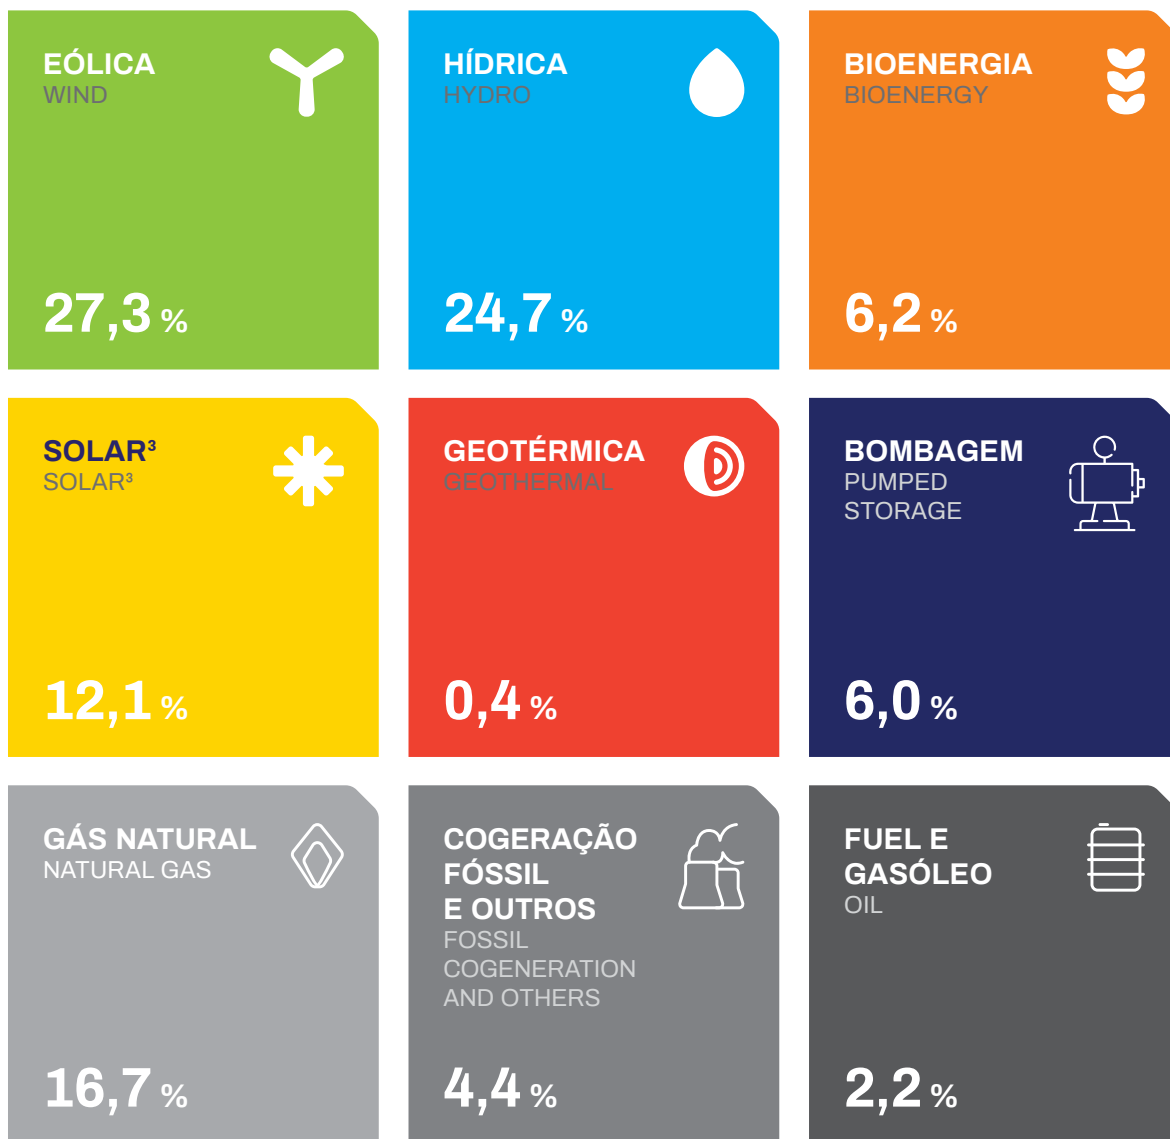 EÓLICA
WIND
27,3 %
HÍDRICA
HYDRO
24,7 %
BIOENERGIA
BIOENERGY
6,2 %
SOLAR³
SOLAR³
12,1 %
GEOTÉRMICA
GEOTHERMAL
0,4 %
BOMBAGEM
PUMPED
STORAGE
6,0 %
GÁS NATURAL
NATURAL GAS
16,7 %
COGERAÇÃO
FÓSSIL
E OUTROS
FOSSIL
COGENERATION
AND OTHERS
4,4 %
FUEL E
GASÓLEO
OIL
2,2 %